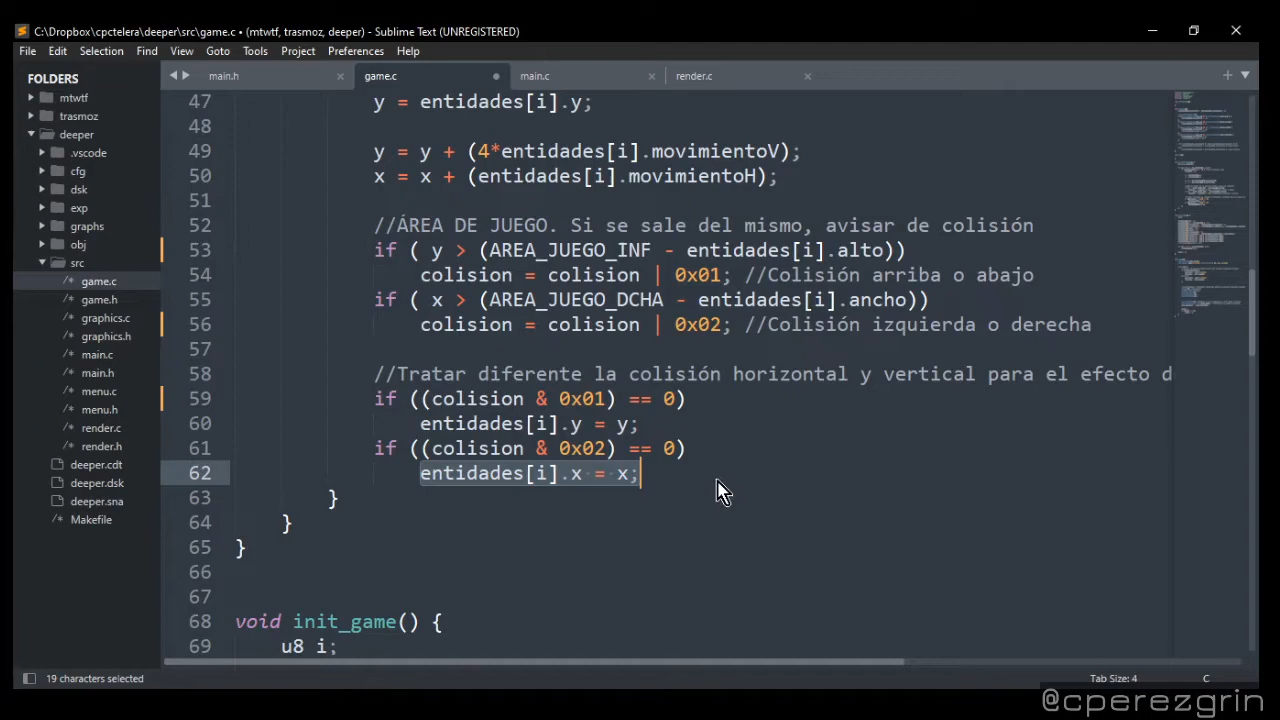 C:\Dropbox\cpctelera\deeper\src\game.c • (mtwtf, trasmoz, deeper) - Sublime Text (UNREGISTERED)
File Edit Selection Find View Goto Tools Project Preferences Help
FOLDERS
mtwtf
trasmoz
deeper
.vscode
cfg
dsk
exp
graphs
obj
src
/* game.c
/* game.h
/* graphics.c
/* graphics.h
/* main.c
/* main.h
/* menu.c
/* menu.h
/* render.c
/* render.h
deeper.cdt
deeper.dsk
deeper.sna
/* Makefile
main.h × game.c • main.c × render.c ×
47 y = entidades[i].y;
48
49 y = y + (4*entidades[i].movimientoV);
50 x = x + (entidades[i].movimientoH);
51
52 //ÁREA DE JUEGO. Si se sale del mismo, avisar de colisión
53 if ( y > (AREA_JUEGO_INF - entidades[i].alto))
54 colision = colision | 0x01; //Colisión arriba o abajo
55 if ( x > (AREA_JUEGO_DCHA - entidades[i].ancho))
56 colision = colision | 0x02; //Colisión izquierda o derecha
57
58 //Tratar diferente la colisión horizontal y vertical para el efecto d
59 if ((colision & 0x01) == 0)
60 entidades[i].y = y;
61 if ((colision & 0x02) == 0)
62 entidades[i].x = x;
63 }
64 }
65 }
66
67
68 void init_game() {
69 u8 i;
19 characters selected
Tab Size: 4 C
@cperezgrin